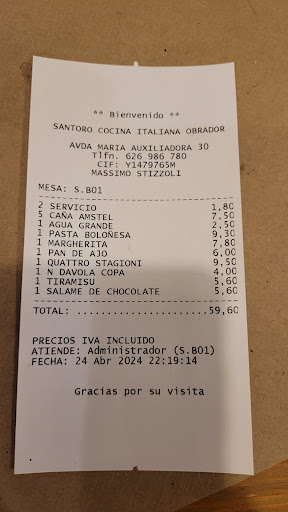 ** Bienvenido **
SANTORO COCINA ITALIANA OBRADOR
AVDA MARIA AUXILIADORA 30
Tlfn. 626 986 780
CIF: Y1479765M
MASSIMO STIZZOLI
MESA: S.B01
2 SERVICIO 1,80
5 CAÑA AMSTEL 7,50
1 AGUA GRANDE 2,50
1 PASTA BOLOÑESA 9,30
1 MARGHERITA 7,80
1 PAN DE AJO 6,00
1 QUATTRO STAGIONI 9,50
1 N DAVOLA COPA 4,00
1 TIRAMISU 5,60
1 SALAME DE CHOCOLATE 5,60
TOTAL: ......................59,60
PRECIOS IVA INCLUIDO
ATIENDE: Administrador (S.B01)
FECHA: 24 Abr 2024 22:19:14
Gracias por su visita